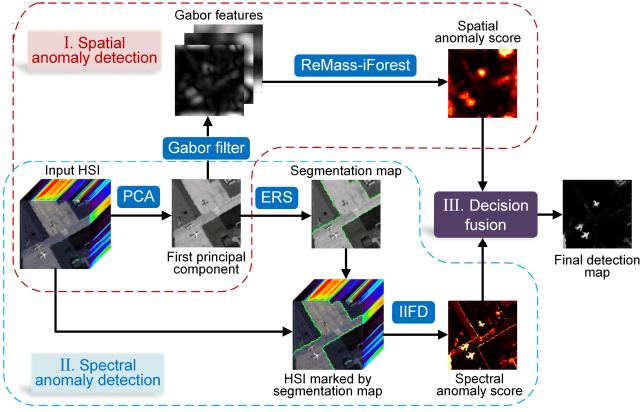 Gabor features
I. Spatial
anomaly detection
Spatial
anomaly score
ReMass-iForest
Gabor filter
Input HSI
Segmentation map
PCA
ERS
III. Decision
fusion
First principal
component
Final detection
map
IIFD
II. Spectral
anomaly detection
HSI marked by
segmentation map
Spectral
anomaly score